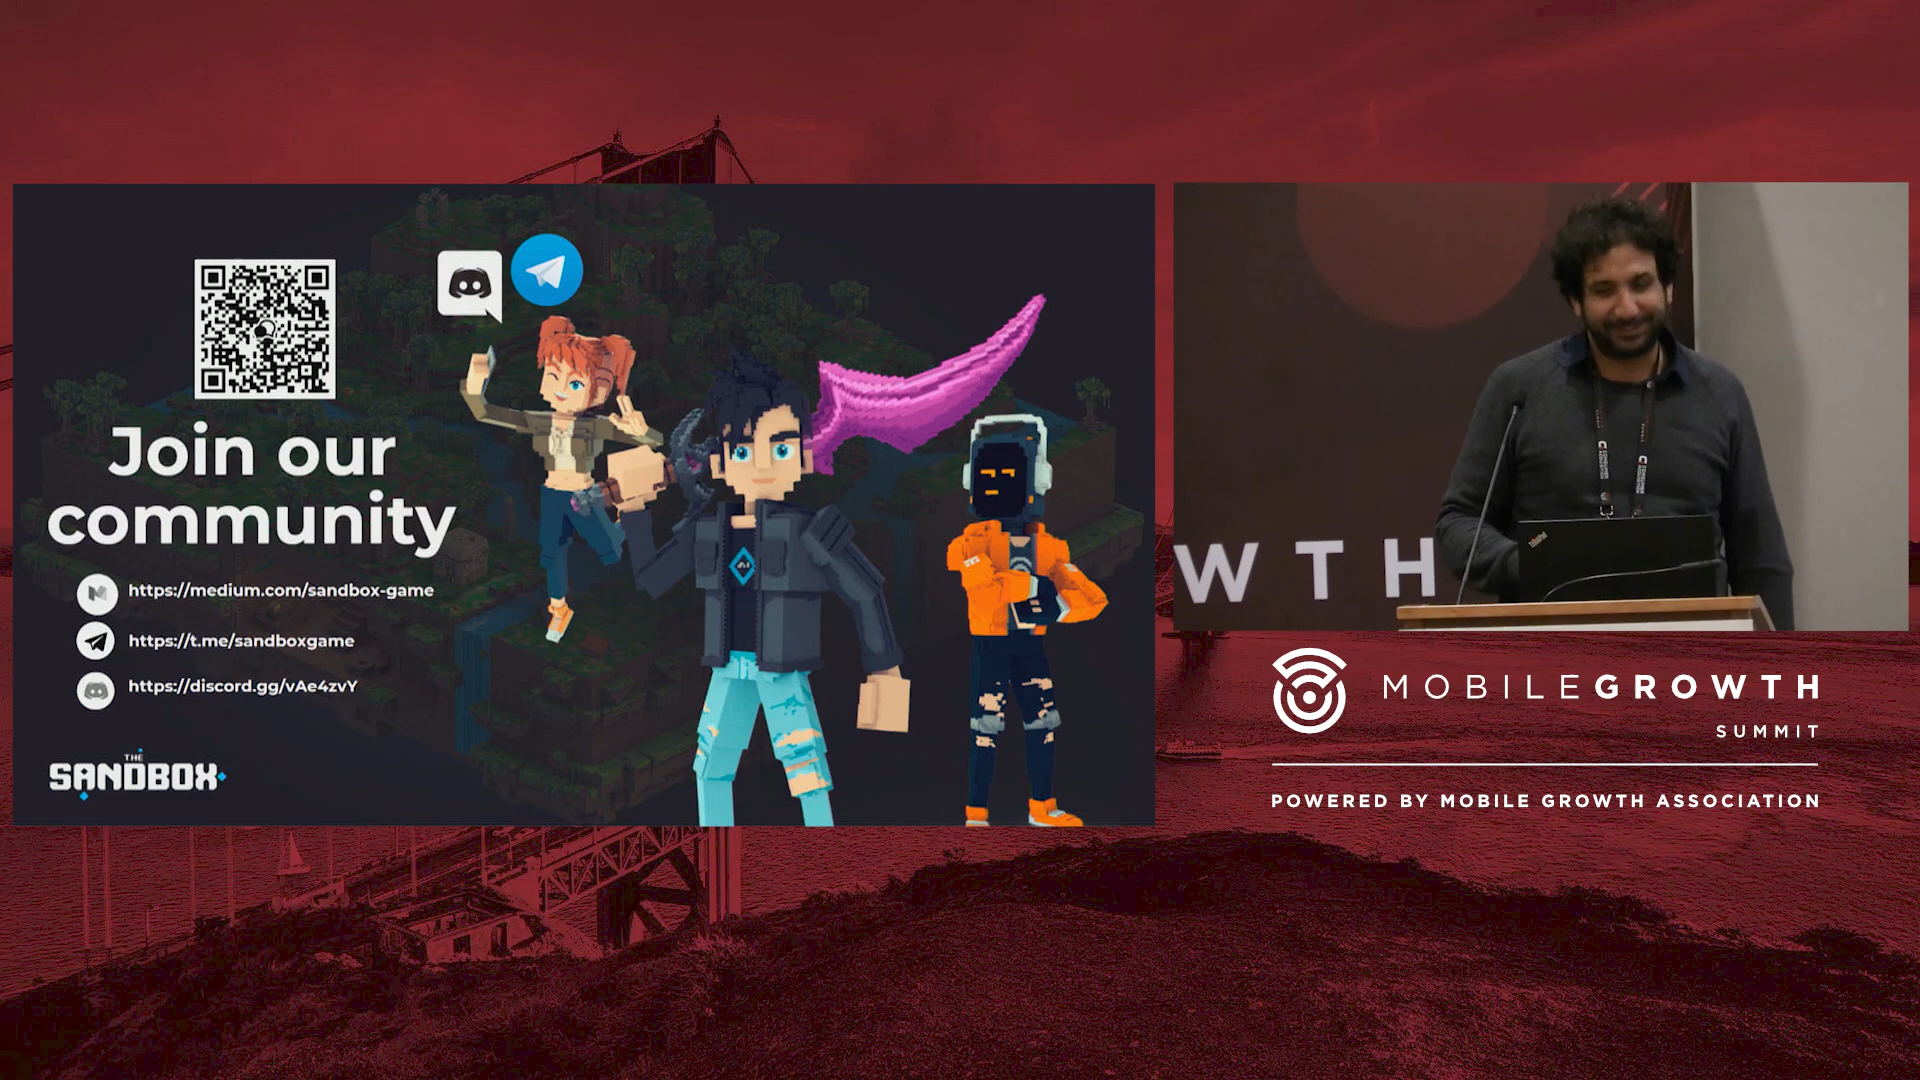 Join our
community
https://medium.com/sandbox-game
https://t.me/sandboxgame
https://discord.gg/vAe4zvY
THE
SANDBOX
WTH
ThinkPad
MOBILEGROWTH
SUMMIT
POWERED BY MOBILE GROWTH ASSOCIATION